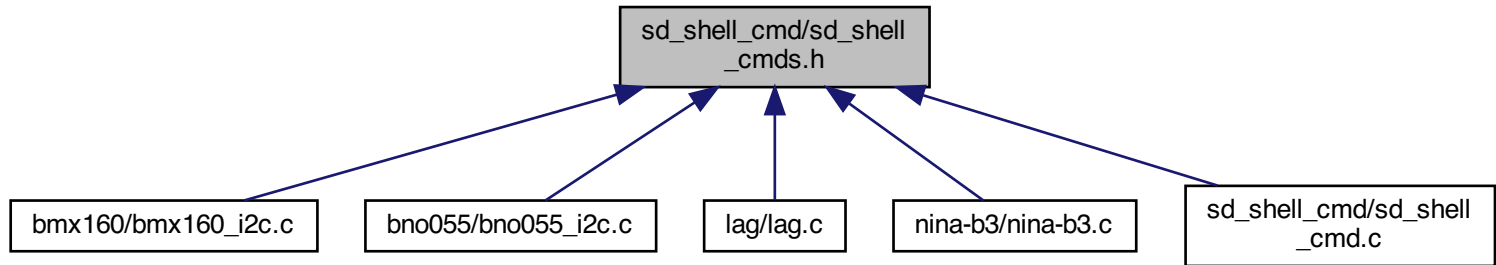 sd_shell_cmd/sd_shell
_cmds.h
bmx160/bmx160_i2c.c
bno055/bno055_i2c.c
lag/lag.c
nina-b3/nina-b3.c
sd_shell_cmd/sd_shell
_cmd.c